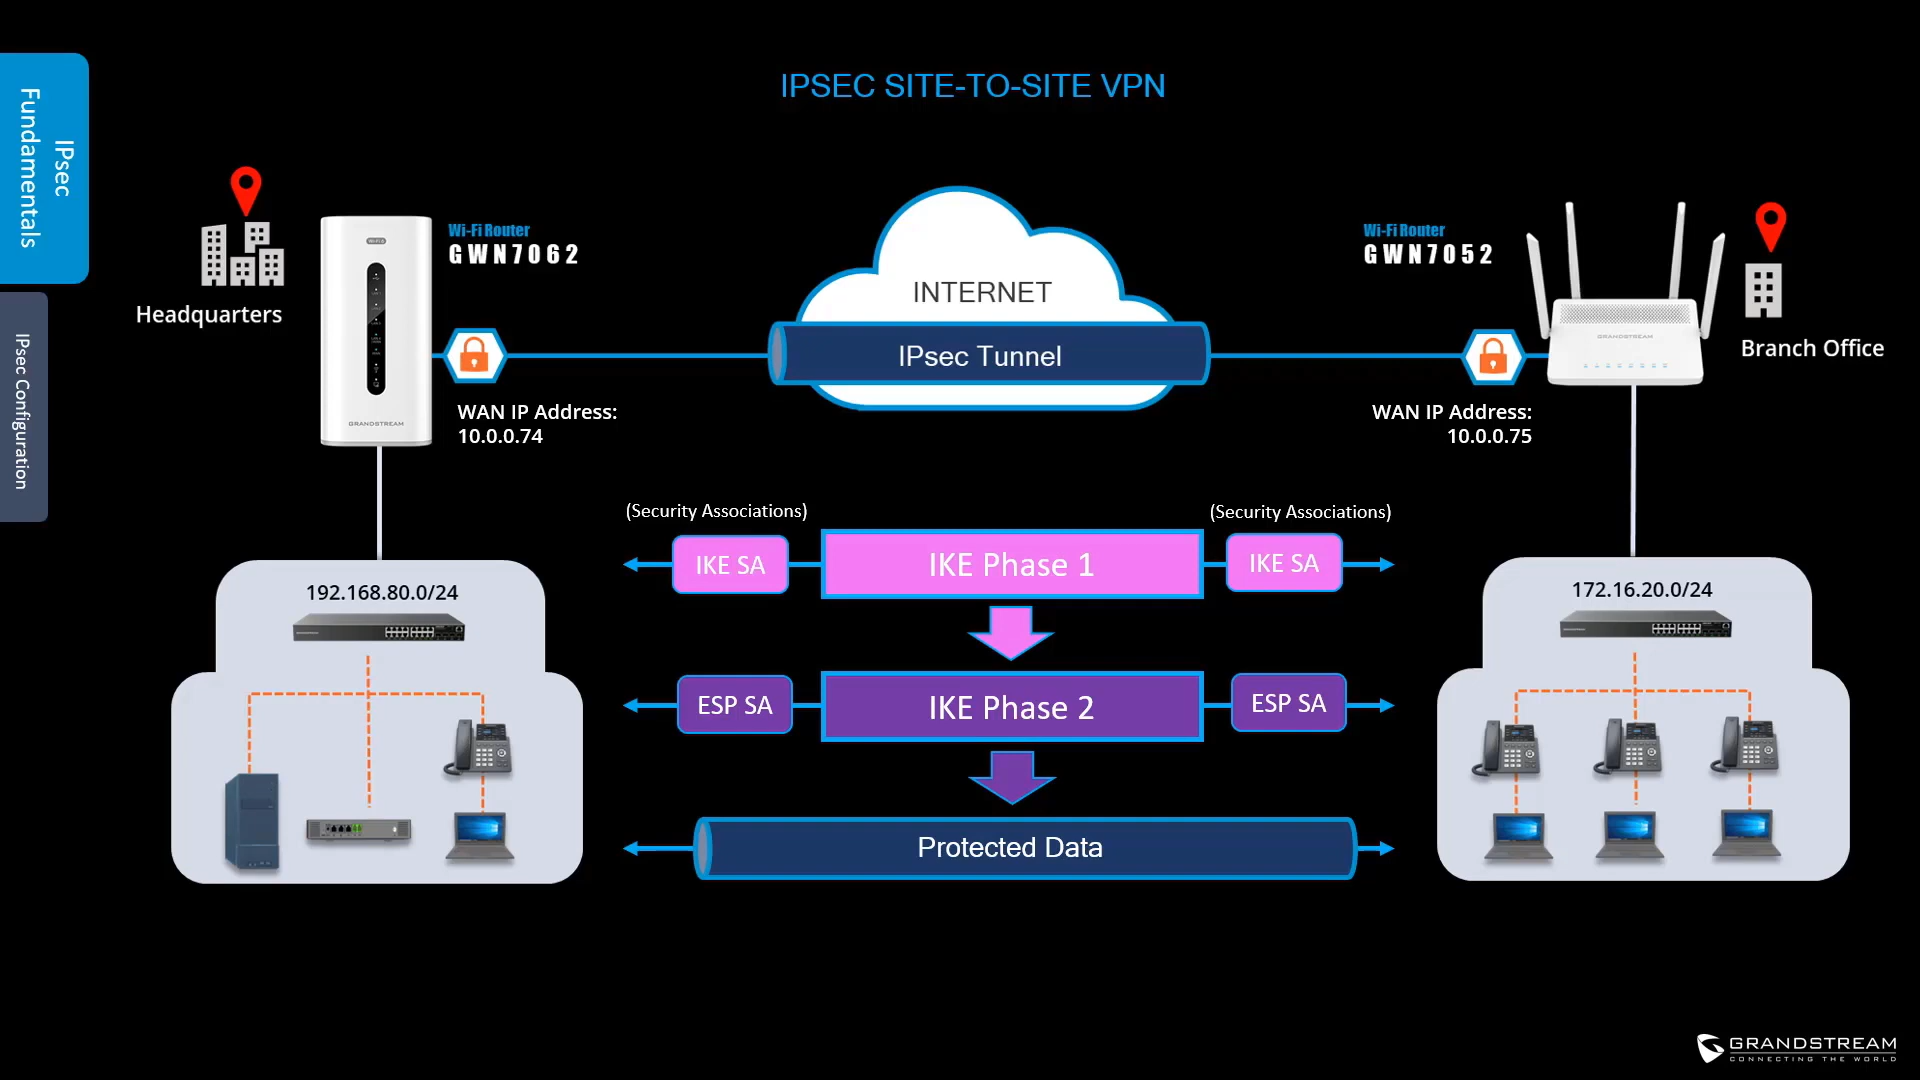 IPSEC SITE-TO-SITE VPN
IPsec
Fundamentals
IPsec Configuration
Headquarters
Wi-Fi Router
GWN7062
WAN IP Address:
10.0.0.74
GRANDSTREAM
INTERNET
IPsec Tunnel
Wi-Fi Router
GWN7052
WAN IP Address:
10.0.0.75
GRANDSTREAM
Branch Office
(Security Associations)
(Security Associations)
IKE SA
IKE Phase 1
IKE SA
ESP SA
IKE Phase 2
ESP SA
Protected Data
192.168.80.0/24
172.16.20.0/24
GRANDSTREAM
CONNECTING THE WORLD